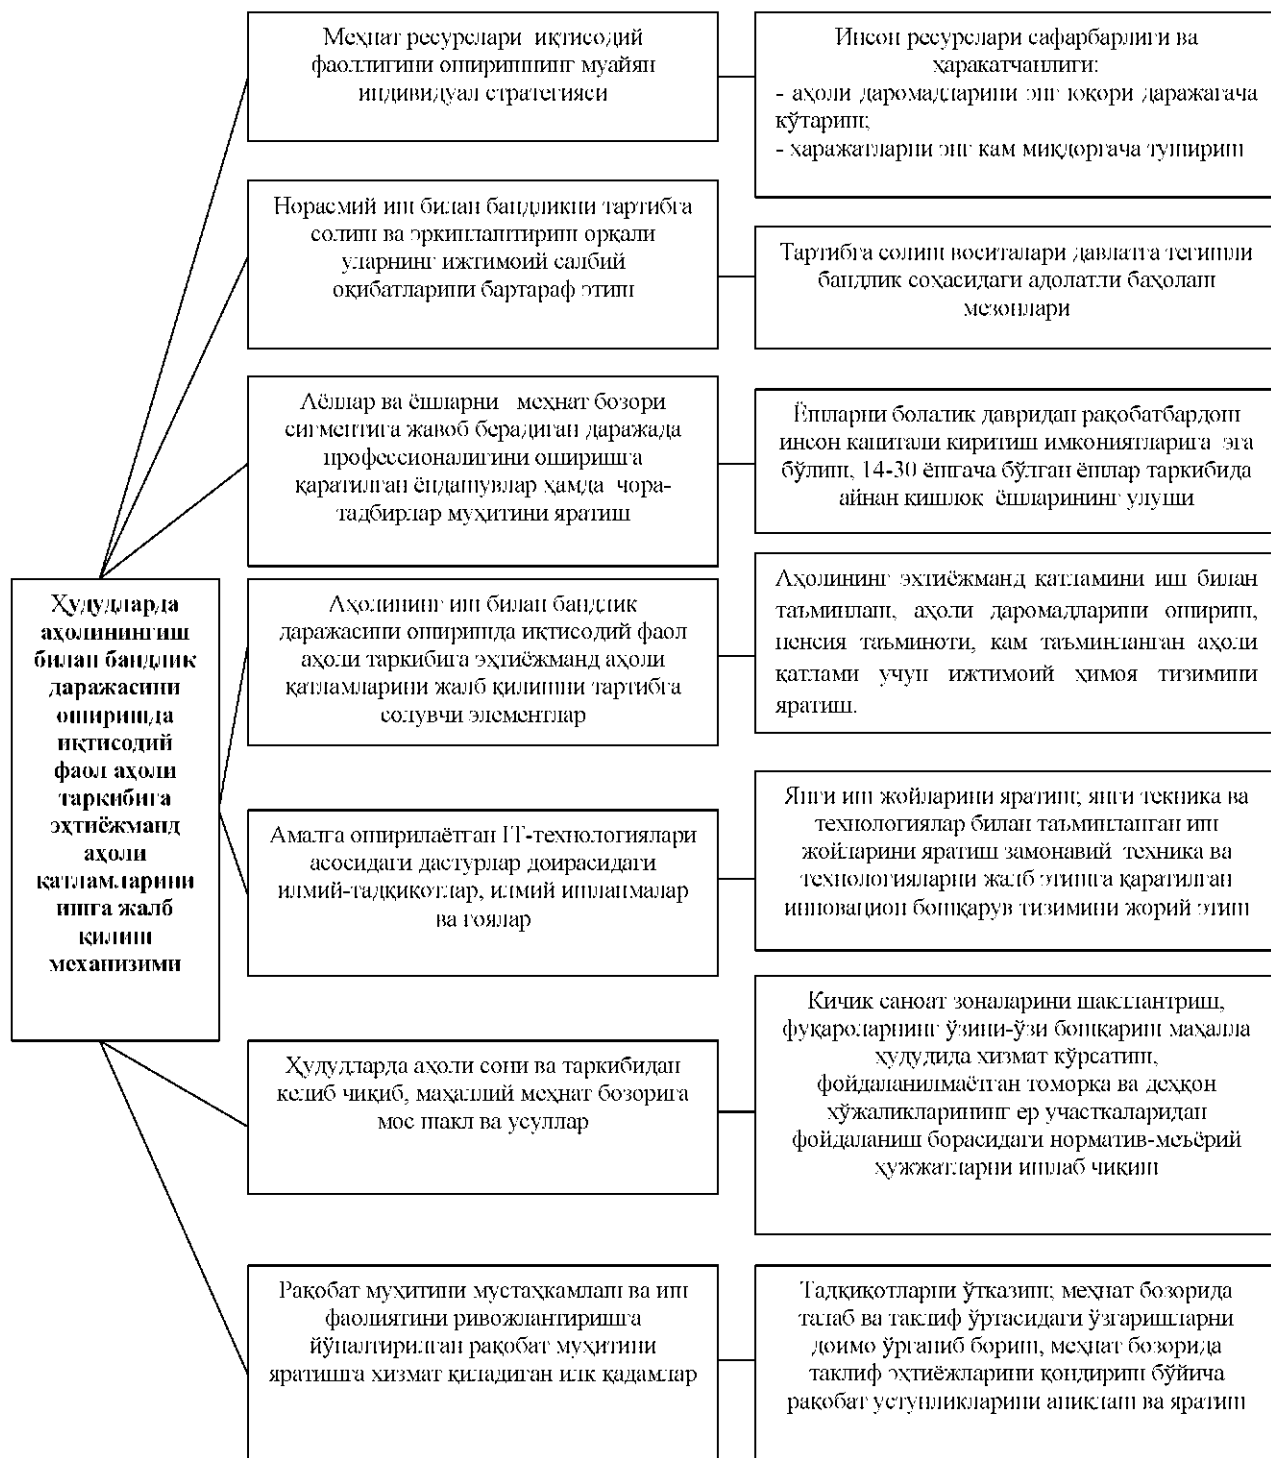 Меҳнат ресурслари иқтисодий
фаоллигини оширишнинг муайян
индивидуал стратегияси
Инсон ресурслари сафарбарлиги ва
ҳаракатчанлиги:
- аҳоли даромадларини энг юқори даражагача
кўтариш;
- харажатларни энг кам миқдоргача тушириш
Норасмий иш билан бандликни тартибга
солиш ва эркинлаштириш орқали
уларнинг ижтимоий салбий
оқибатларини бартараф этиш
Тартибга солиш воситалари давлатга тегишли
бандлик соҳасидаги адолатли баҳолаш
мезонлари
Аёллар ва ёшларни меҳнат бозори
сигментига жавоб берадиган даражада
профессионалигини оширишга
қаратилган ёндашувлар ҳамда чора-
тадбирлар муҳитини яратиш
Ёшларни болалик давридан рақобатбардош
инсон капитали киритиш имкониятларига эга
бўлиш, 14-30 ёшгача бўлган ёшлар таркибида
айнан қишлоқ ёшларининг улуши
Ҳудудларда
аҳолинингиш
билан бандлик
даражасини
оширишда
иқтисодий
фаол аҳоли
таркибига
эҳтиёжманд
аҳоли
қатламларини
ишга жалб
қилиш
механизими
Аҳолининг иш билан бандлик
даражасини оширишда иқтисодий фаол
аҳоли таркибига эҳтиёжманд аҳоли
қатламларини жалб қилишни тартибга
солувчи элементлар
Аҳолининг эҳтиёжманд қатламини иш билан
таъминлаш, аҳоли даромадларини ошириш,
пенсия таъминоти, кам таъминланган аҳоли
қатлами учун ижтимоий ҳимоя тизимини
яратиш.
Амалга оширилаётган IT-технологиялари
асосидаги дастурлар доирасидаги
илмий-тадқиқотлар, илмий ишланмалар
ва ғоялар
Янги иш жойларини яратиш; янги текника ва
технологиялар билан таъминланган иш
жойларини яратиш замонавий техника ва
технологияларни жалб этишга қаратилган
инновацион бошқарув тизимини жорий этиш
Ҳудудларда аҳоли сони ва таркибидан
келиб чиқиб, маҳаллий меҳнат бозорига
мос шакл ва усуллар
Кичик саноат зоналарини шакллантриш,
фуқароларнинг ўзини-ўзи бошқариш маҳалла
ҳудудида хизмат кўрсатиш,
фойдаланилмаётган томорқа ва деҳқон
хўжаликларининг ер участкаларидан
фойдаланиш борасидаги норматив-меъёрий
ҳужжатларни ишлаб чиқиш
Рақобат муҳитини мустаҳкамлаш ва иш
фаолиятини ривожлантиришга
йўналтирилган рақобат муҳитини
яратишга хизмат қиладиган илк қадамлар
Тадқиқотларни ўтказиш; меҳнат бозорида
талаб ва таклиф ўртасидаги ўзгаришларни
доимо ўрганиб бориш, меҳнат бозорида
таклиф эҳтиёжларини қондириш бўйича
рақобат устунликларини аниқлаш ва яратиш